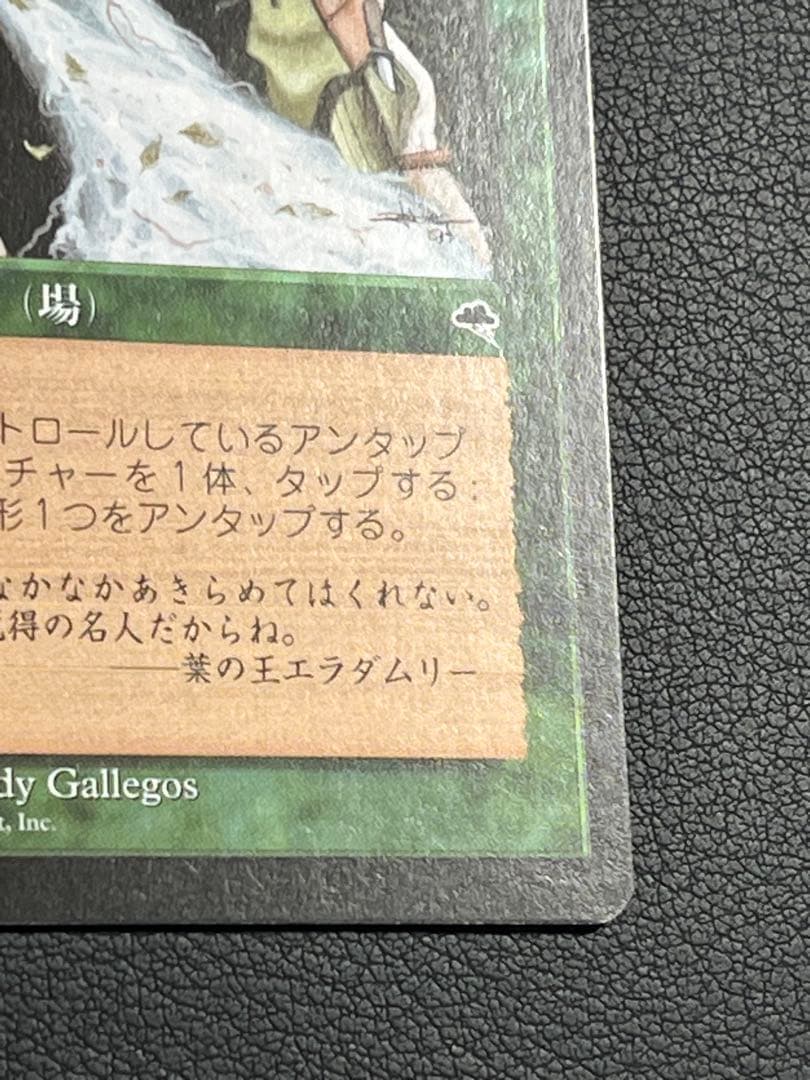 （場）
トロールしているアンタップ
チャーを１体、タップする：
形１つをアンタップする。
なかなかあきらめてはくれない。
得の名人だからね。
――葉の王エラダムリー
dy Gallegos
t, Inc.